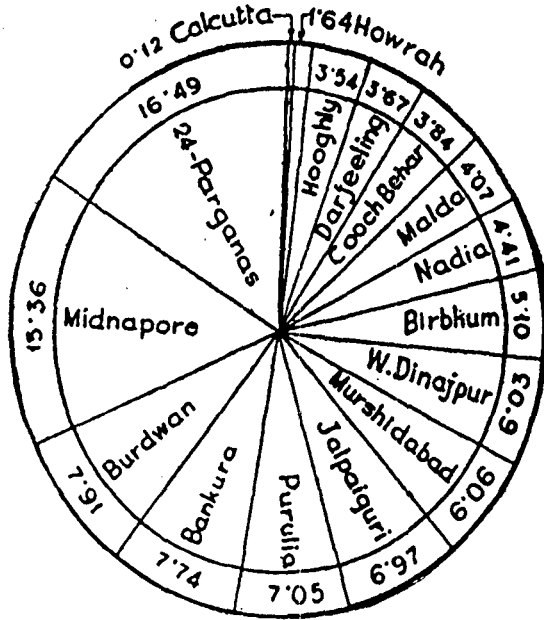 0·12 Calcutta
1·64 Howrah
3·54
Hooghly
3·67
Darjeeling
3·84
Cooch Behar
4·07
Malda
4·41
Nadia
5·10
Birbhum
6·03
W. Dinajpur
6·06
Murshidabad
6·97
Jalpaiguri
7·05
Purulia
7·74
Bankura
7·91
Burdwan
15·36
Midnapore
16·49
24-Parganas